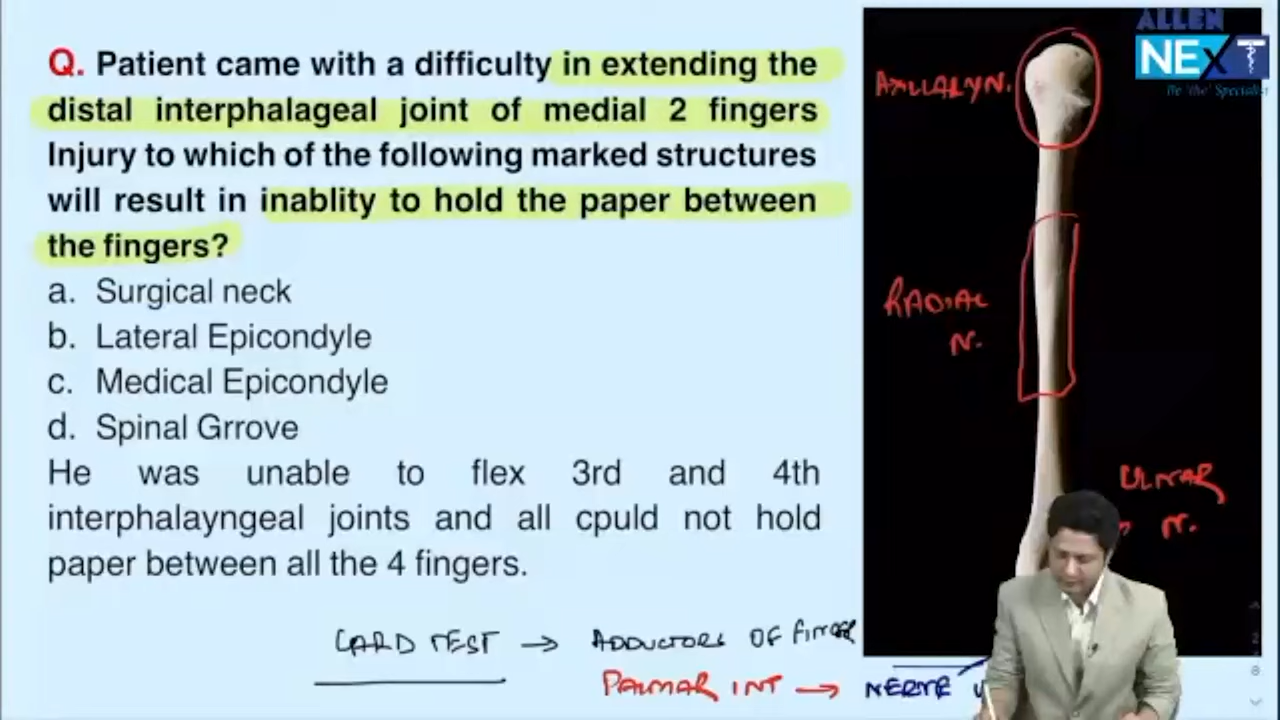 Q. Patient came with a difficulty in extending the
distal interphalageal joint of medial 2 fingers
Injury to which of the following marked structures
will result in inablity to hold the paper between
the fingers?
a. Surgical neck
b. Lateral Epicondyle
c. Medical Epicondyle
d. Spinal Grrove
He was unable to flex 3rd and 4th
interphalayngeal joints and all cpuld not hold
paper between all the 4 fingers.
CARD TEST → ADDUCTORS OF FINGER
PALMAR INT → NERVE
ALLEN
NEXT
Be 'the' Specialist
AXILLARY N.
RADIAL
N.
ULNAR
N.